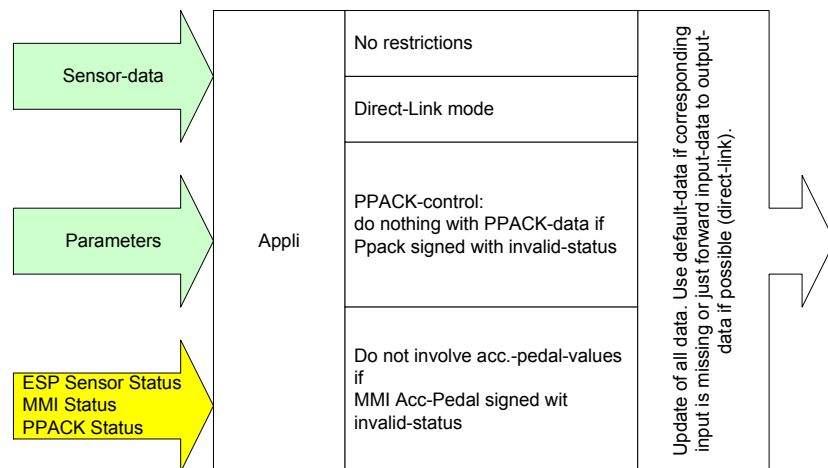 Sensor-data
Parameters
ESP Sensor Status
MMI Status
PPACK Status
Appli
No restrictions
Direct-Link mode
PPACK-control:
do nothing with PPACK-data if
Ppack signed with invalid-status
Do not involve acc.-pedal-values
if
MMI Acc-Pedal signed wit
invalid-status
Update of all data. Use default-data if corresponding
input is missing or just forward input-data to output-
data if possible (direct-link).